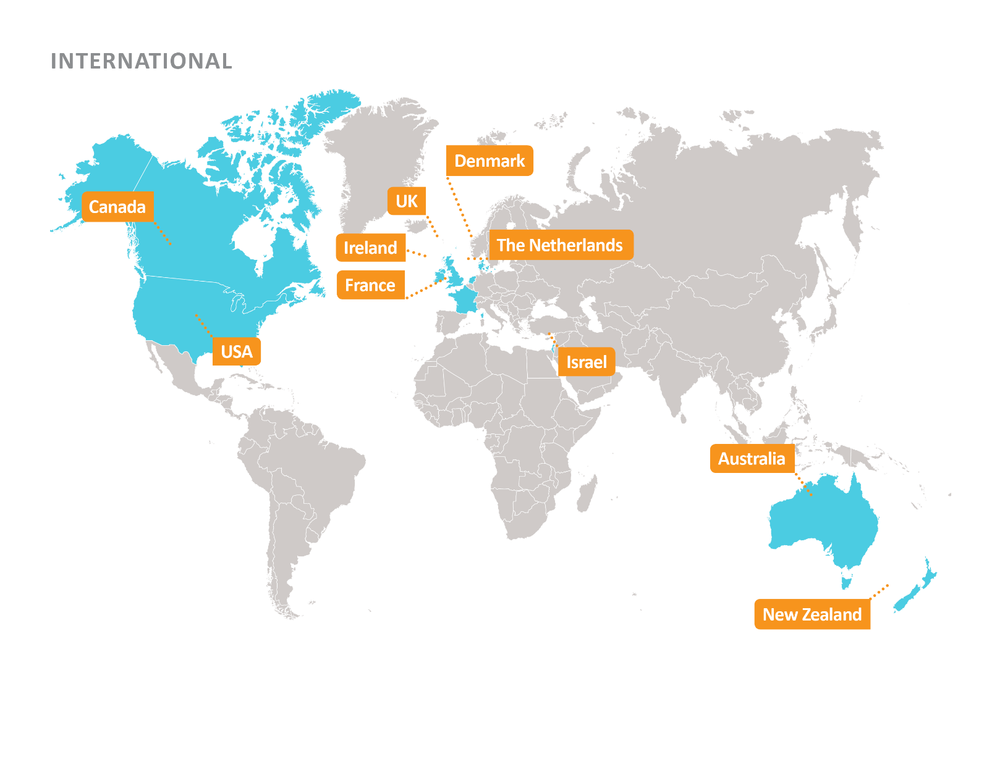 INTERNATIONAL
Denmark
UK
Canada
Ireland
The Netherlands
France
USA
Israel
Australia
New Zealand